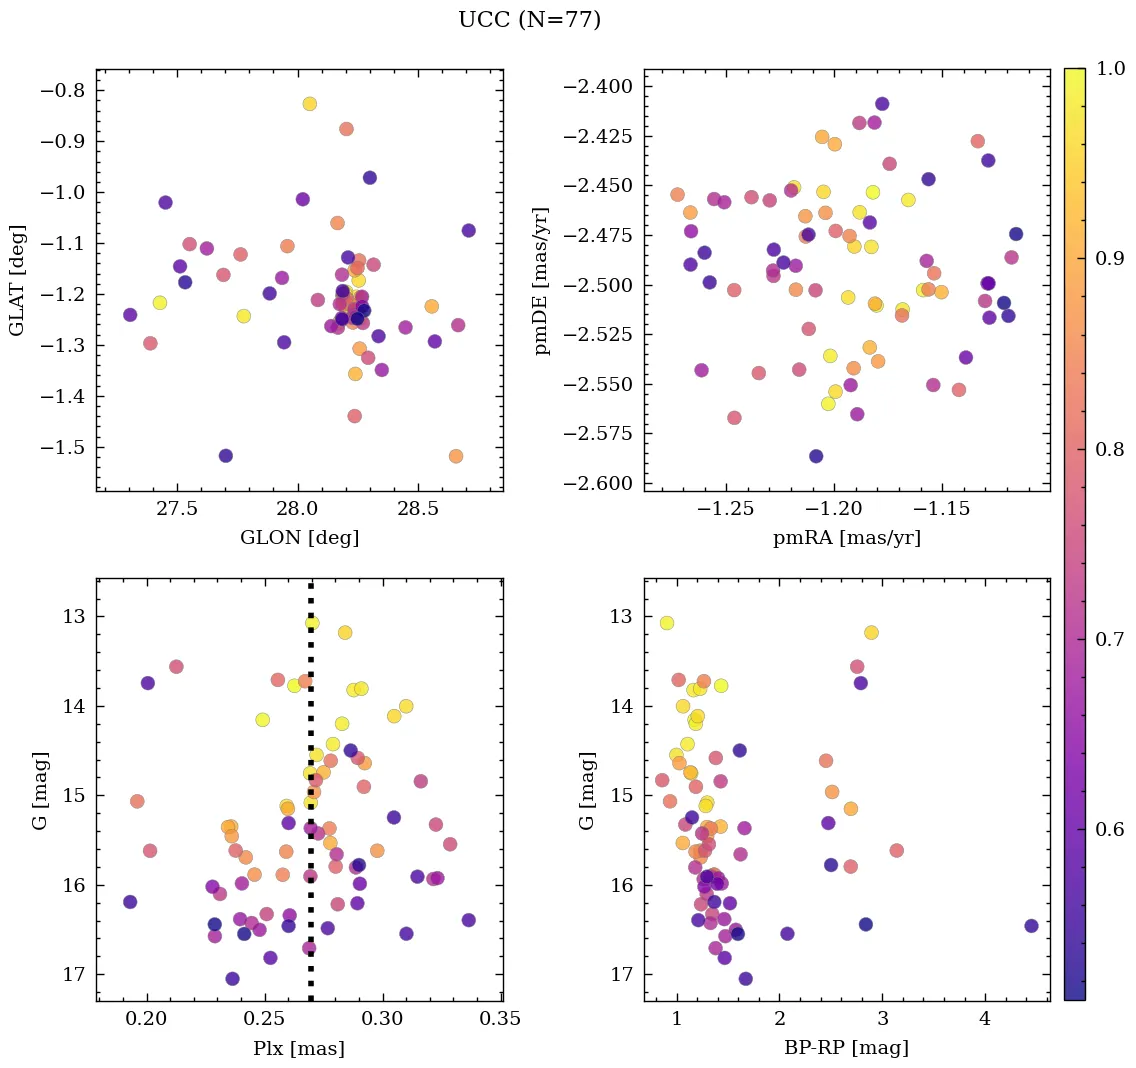 UCC (N=77)
−0.8
−0.9
−1.0
−1.1
−1.2
−1.3
−1.4
−1.5
GLAT [deg]
27.5 28.0 28.5
GLON [deg]
−2.400
−2.425
−2.450
−2.475
−2.500
−2.525
−2.550
−2.575
−2.600
pmDE [mas/yr]
−1.25 −1.20 −1.15
pmRA [mas/yr]
13
14
15
16
17
G [mag]
0.20 0.25 0.30 0.35
Plx [mas]
13
14
15
16
17
G [mag]
1 2 3 4
BP-RP [mag]
1.0
0.9
0.8
0.7
0.6